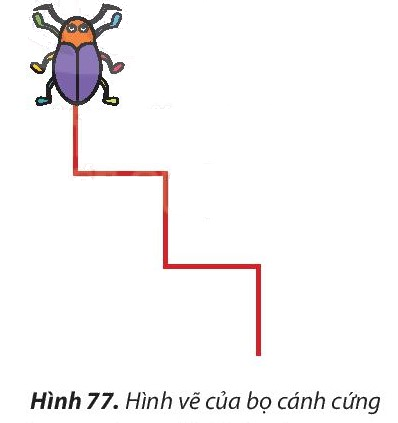 Hình 77. Hình vẽ của bọ cánh cứng